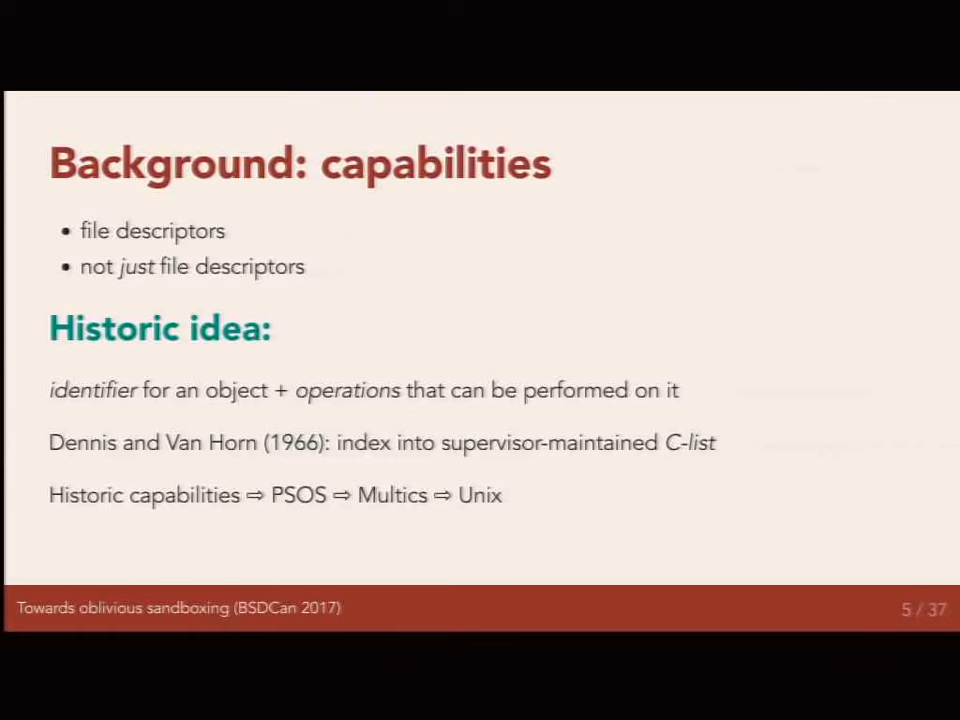 Background: capabilities
• file descriptors
• not just file descriptors
Historic idea:
identifier for an object + operations that can be performed on it
Dennis and Van Horn (1966): index into supervisor-maintained C-list
Historic capabilities ⇨ PSOS ⇨ Multics ⇨ Unix
Towards oblivious sandboxing (BSDCan 2017)
5 / 37